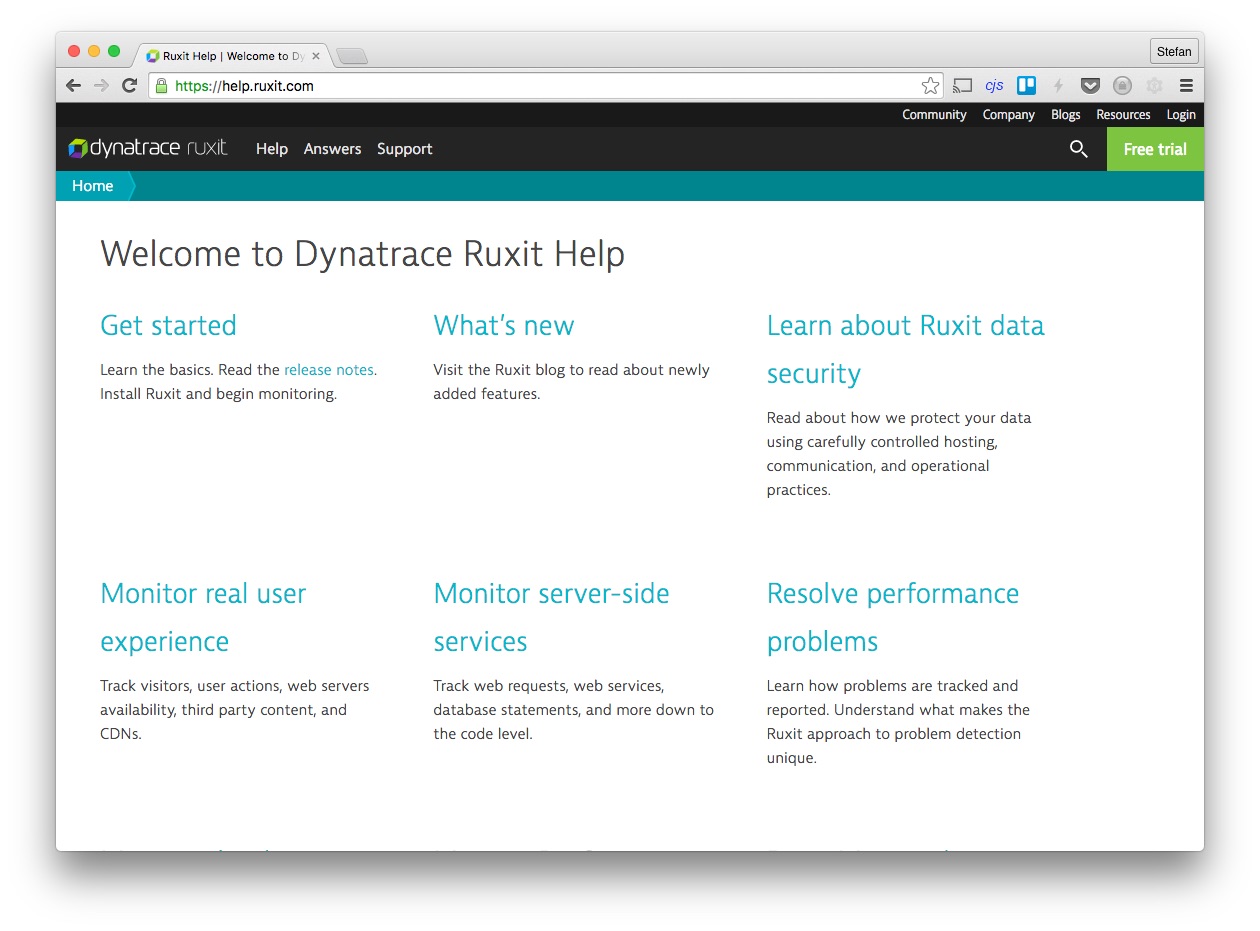 Ruxit Help | Welcome to Dy
Stefan
https://help.ruxit.com
cjs
Community Company Blogs Resources Login
dynatrace ruxit Help Answers Support Free trial
Home
Welcome to Dynatrace Ruxit Help
Get started
Learn the basics. Read the release notes.
Install Ruxit and begin monitoring.
What's new
Visit the Ruxit blog to read about newly
added features.
Learn about Ruxit data
security
Read about how we protect your data
using carefully controlled hosting,
communication, and operational
practices.
Monitor real user
experience
Track visitors, user actions, web servers
availability, third party content, and
CDNs.
Monitor server-side
services
Track web requests, web services,
database statements, and more down to
the code level.
Resolve performance
problems
Learn how problems are tracked and
reported. Understand what makes the
Ruxit approach to problem detection
unique.